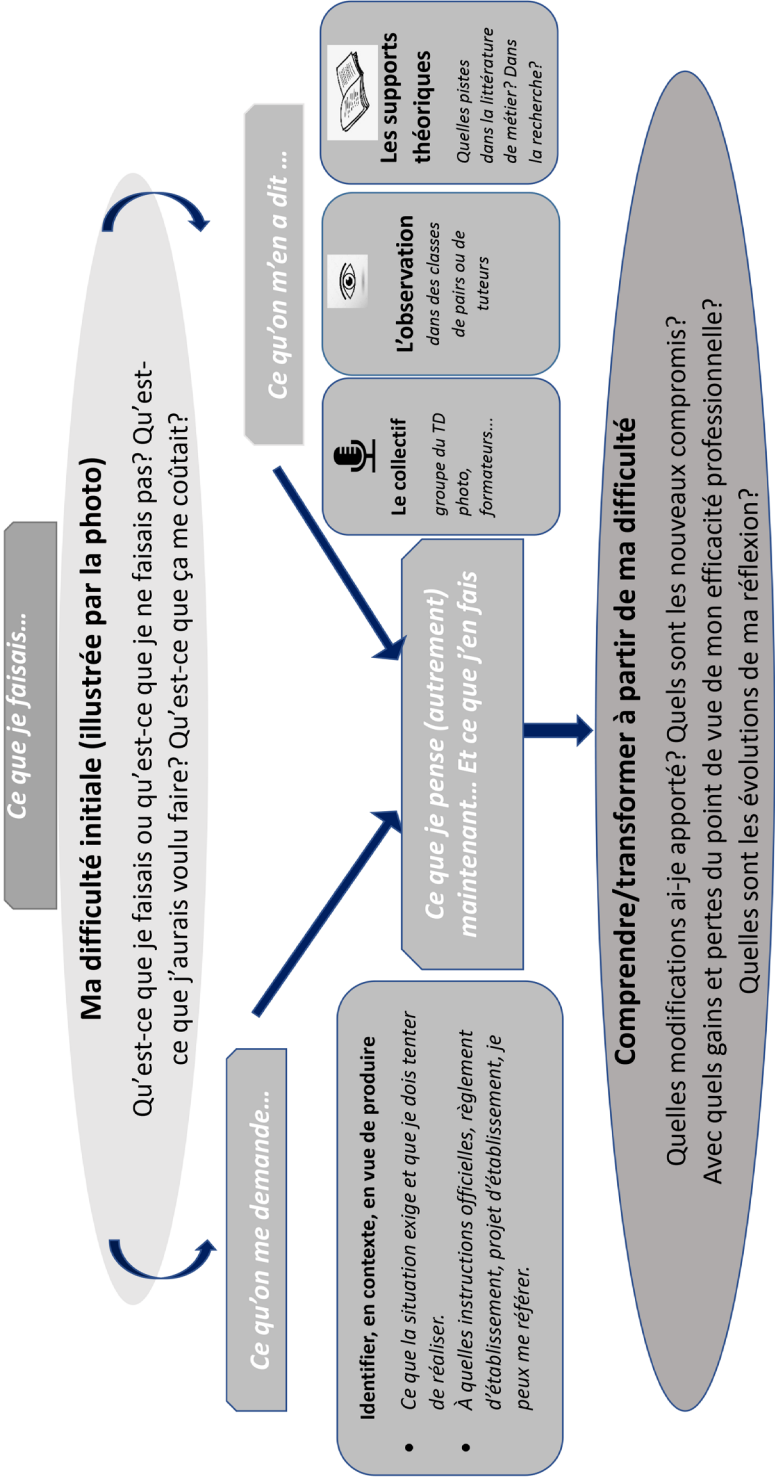 Ce que je faisais...
Ma difficulté initiale (illustrée par la photo)
Qu'est-ce que je faisais ou qu'est-ce que je ne faisais pas? Qu'est-
ce que j'aurais voulu faire? Qu'est-ce que ça me coûtait?
Ce qu'on me demande...
Identifier, en contexte, en vue de produire
• Ce que la situation exige et que je dois tenter
de réaliser.
• À quelles instructions officielles, règlement
d'établissement, projet d'établissement, je
peux me référer.
Ce qu'on m'en a dit ...
Le collectif
groupe du TD
photo,
formateurs...
L'observation
dans des classes
de pairs ou de
tuteurs
Les supports
théoriques
Quelles pistes
dans la littérature
de métier? Dans
la recherche?
Ce que je pense (autrement)
maintenant... Et ce que j'en fais
Comprendre/transformer à partir de ma difficulté
Quelles modifications ai-je apporté? Quels sont les nouveaux compromis?
Avec quels gains et pertes du point de vue de mon efficacité professionnelle?
Quelles sont les évolutions de ma réflexion?